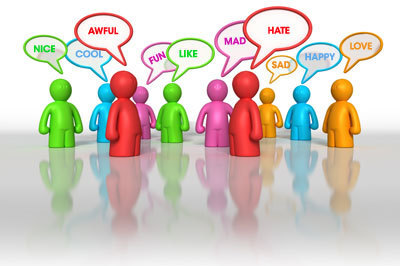 NICE
COOL
AWFUL
FUN
LIKE
MAD
HATE
SAD
HAPPY
LOVE